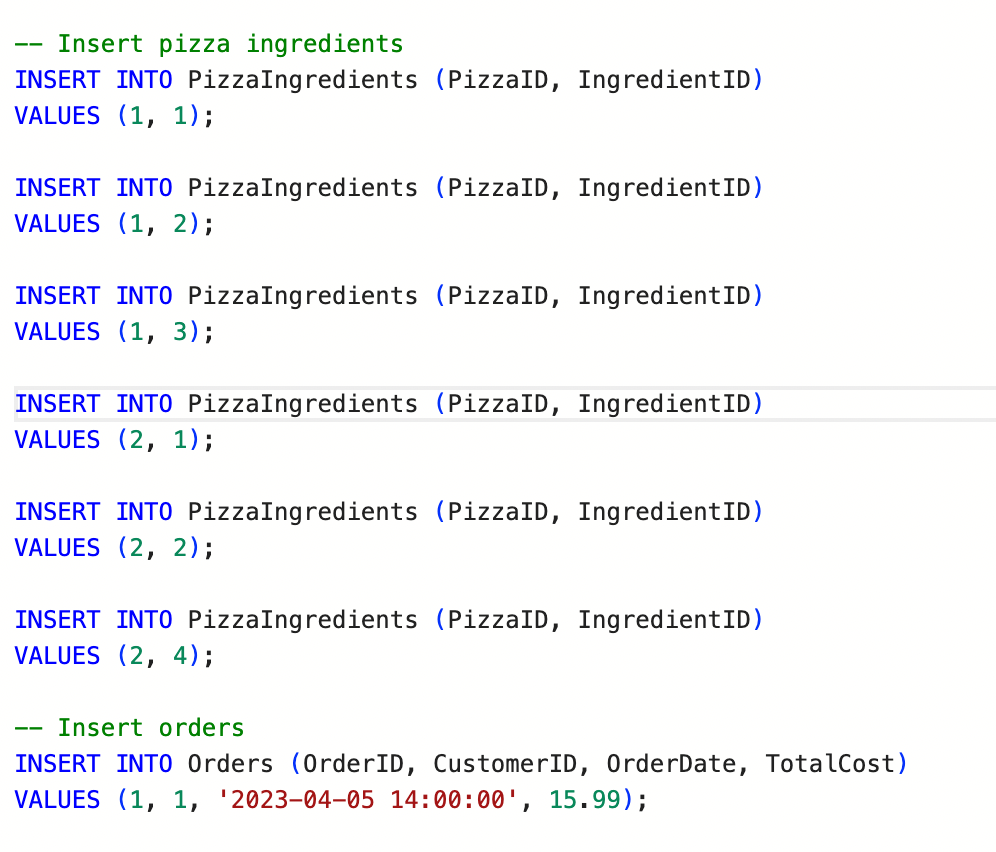 -- Insert pizza ingredients
INSERT INTO PizzaIngredients (PizzaID, IngredientID)
VALUES (1, 1);
INSERT INTO PizzaIngredients (PizzaID, IngredientID)
VALUES (1, 2);
INSERT INTO PizzaIngredients (PizzaID, IngredientID)
VALUES (1, 3);
INSERT INTO PizzaIngredients (PizzaID, IngredientID)
VALUES (2, 1);
INSERT INTO PizzaIngredients (PizzaID, IngredientID)
VALUES (2, 2);
INSERT INTO PizzaIngredients (PizzaID, IngredientID)
VALUES (2, 4);
-- Insert orders
INSERT INTO Orders (OrderID, CustomerID, OrderDate, TotalCost)
VALUES (1, 1, '2023-04-05 14:00:00', 15.99);